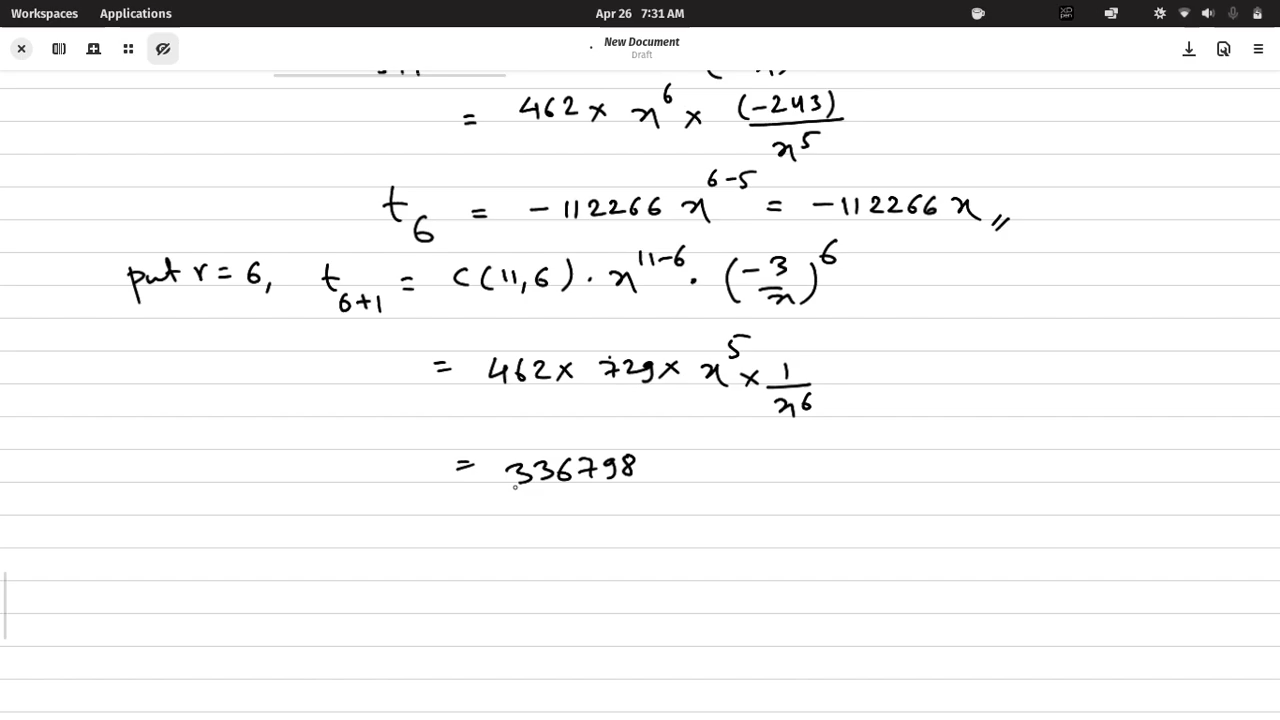 Workspaces Applications Apr 26 7:31 AM
New Document
Draft
= 462 × x^6 × (-243)/x^5
t_6 = -112266 x^(6-5) = -112266 x //
put r = 6, t_(6+1) = C(11,6) · x^(11-6) · (-3/x)^6
= 462 × 729 × x^5 × 1/x^6
= 336798